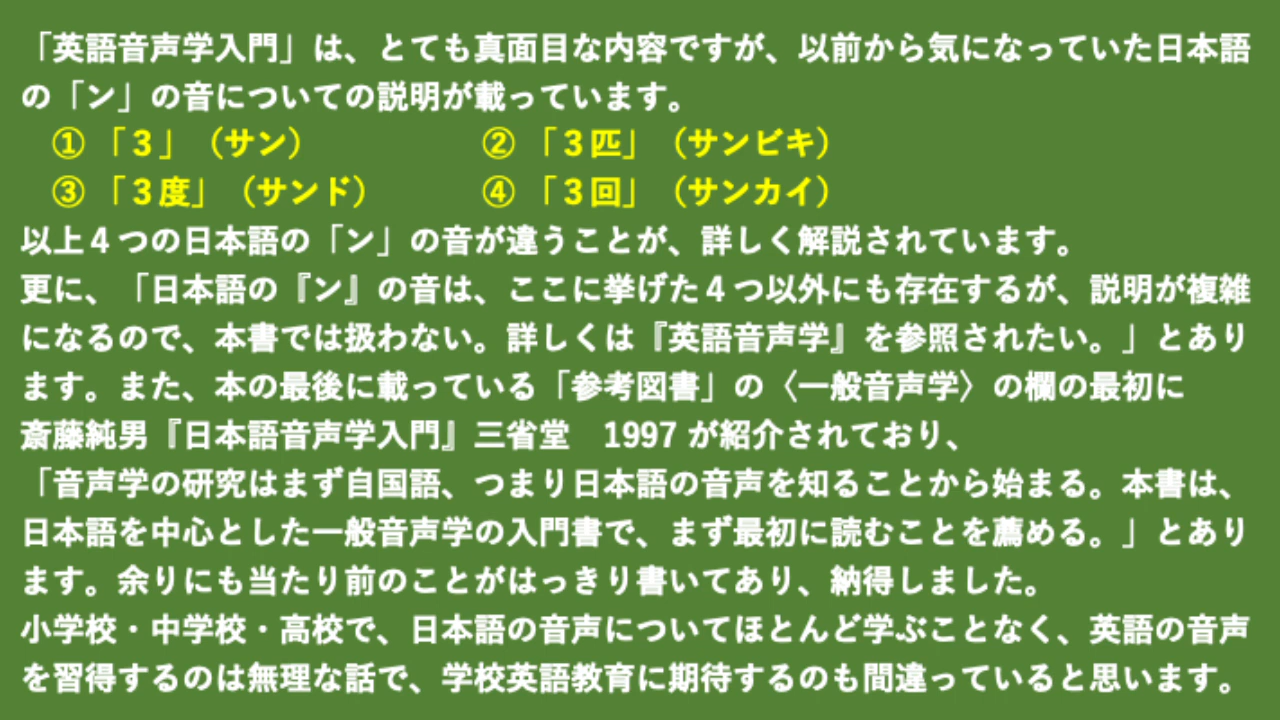 「英語音声学入門」は、とても真面目な内容ですが、以前から気になっていた日本語
の「ン」の音についての説明が載っています。
①「３」（サン）　　　　　②「３匹」（サンビキ）
③「３度」（サンド）　　　④「３回」（サンカイ）
以上４つの日本語の「ン」の音が違うことが、詳しく解説されています。
更に、「日本語の『ン』の音は、ここに挙げた４つ以外にも存在するが、説明が複雑
になるので、本書では扱わない。詳しくは『英語音声学』を参照されたい。」とあり
ます。また、本の最後に載っている「参考図書」の〈一般音声学〉の欄の最初に
斎藤純男『日本語音声学入門』三省堂　1997 が紹介されており、
「音声学の研究はまず自国語、つまり日本語の音声を知ることから始まる。本書は、
日本語を中心とした一般音声学の入門書で、まず最初に読むことを薦める。」とあり
ます。余りにも当たり前のことがはっきり書いてあり、納得しました。
小学校・中学校・高校で、日本語の音声についてほとんど学ぶことなく、英語の音声
を習得するのは無理な話で、学校英語教育に期待するのも間違っていると思います。